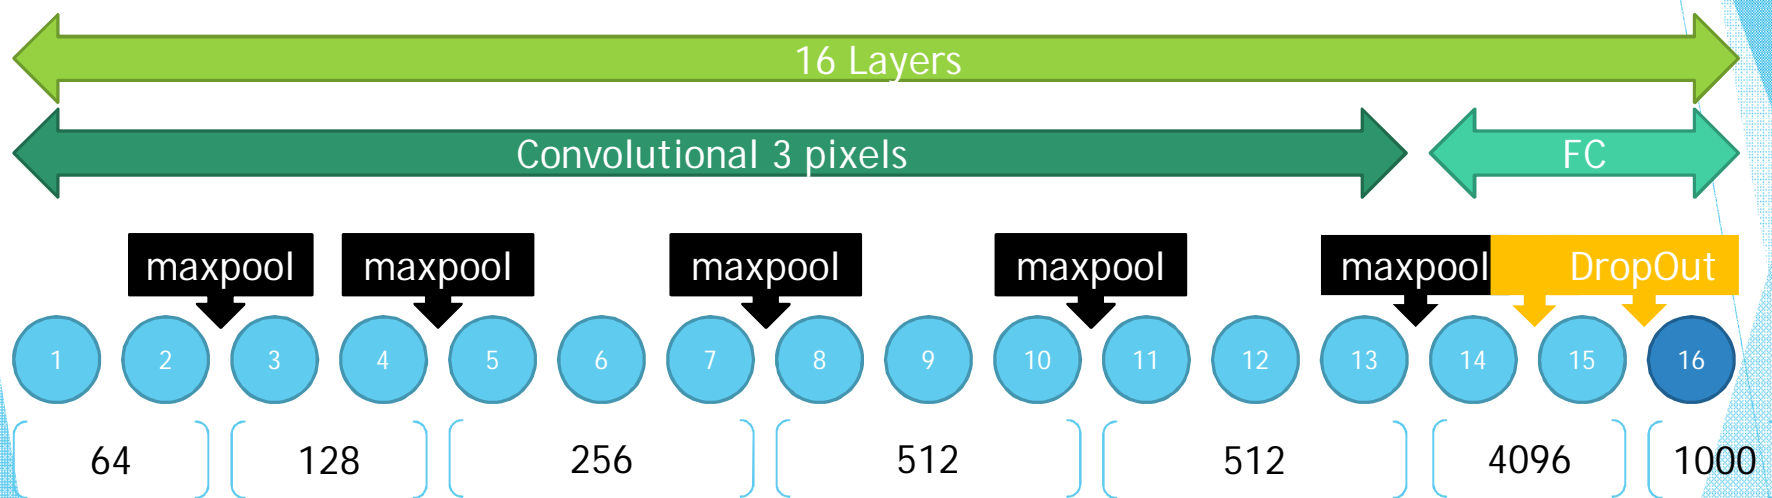 16 Layers
Convolutional 3 pixels FC
maxpool maxpool maxpool maxpool maxpool DropOut
1 2 3 4 5 6 7 8 9 10 11 12 13 14 15 16
64 128 256 512 512 4096 1000